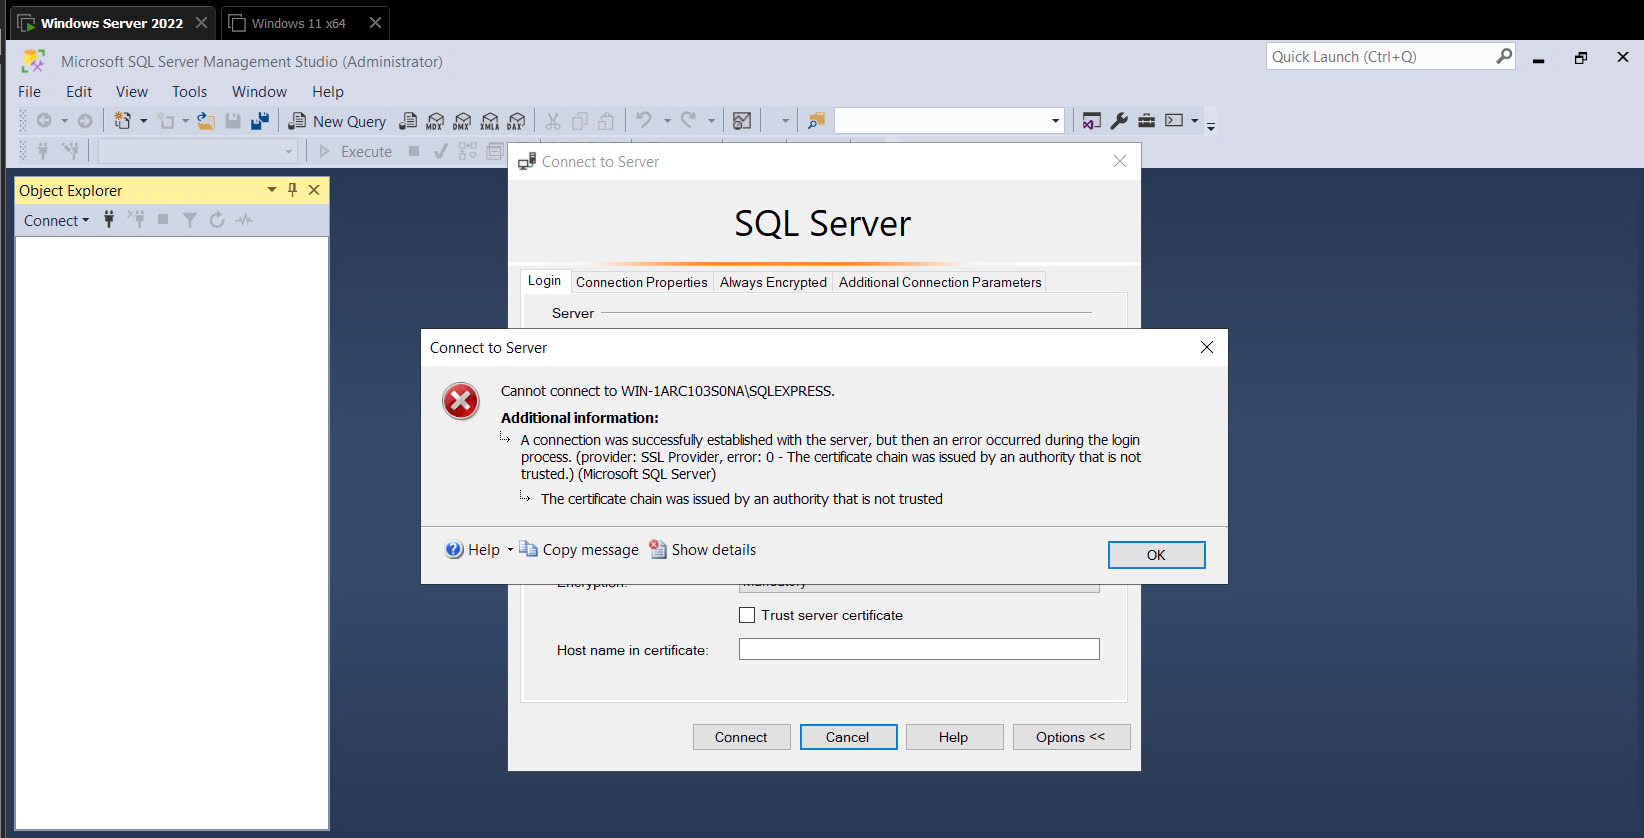 Windows Server 2022
Windows 11 x64
Microsoft SQL Server Management Studio (Administrator)
Quick Launch (Ctrl+Q)
File Edit View Tools Window Help
New Query MDX DMX XMLA DAX
Execute
Object Explorer
Connect
Connect to Server
SQL Server
Login Connection Properties Always Encrypted Additional Connection Parameters
Server
Connect to Server
Cannot connect to WIN-1ARC103S0NA\SQLEXPRESS.
Additional information:
A connection was successfully established with the server, but then an error occurred during the login
process. (provider: SSL Provider, error: 0 - The certificate chain was issued by an authority that is not
trusted.) (Microsoft SQL Server)
The certificate chain was issued by an authority that is not trusted
Help Copy message Show details
OK
Encryption: Mandatory
Trust server certificate
Host name in certificate:
Connect Cancel Help Options <<